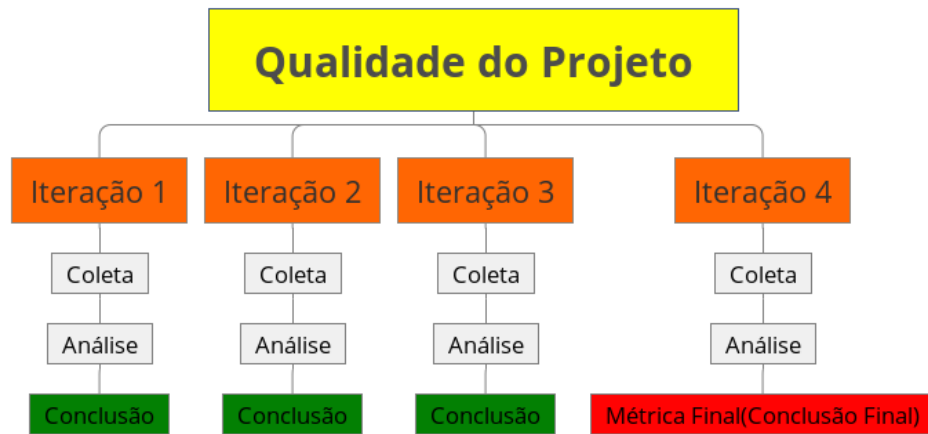 Qualidade do Projeto
Iteração 1
Iteração 2
Iteração 3
Iteração 4
Coleta
Coleta
Coleta
Coleta
Análise
Análise
Análise
Análise
Conclusão
Conclusão
Conclusão
Métrica Final(Conclusão Final)